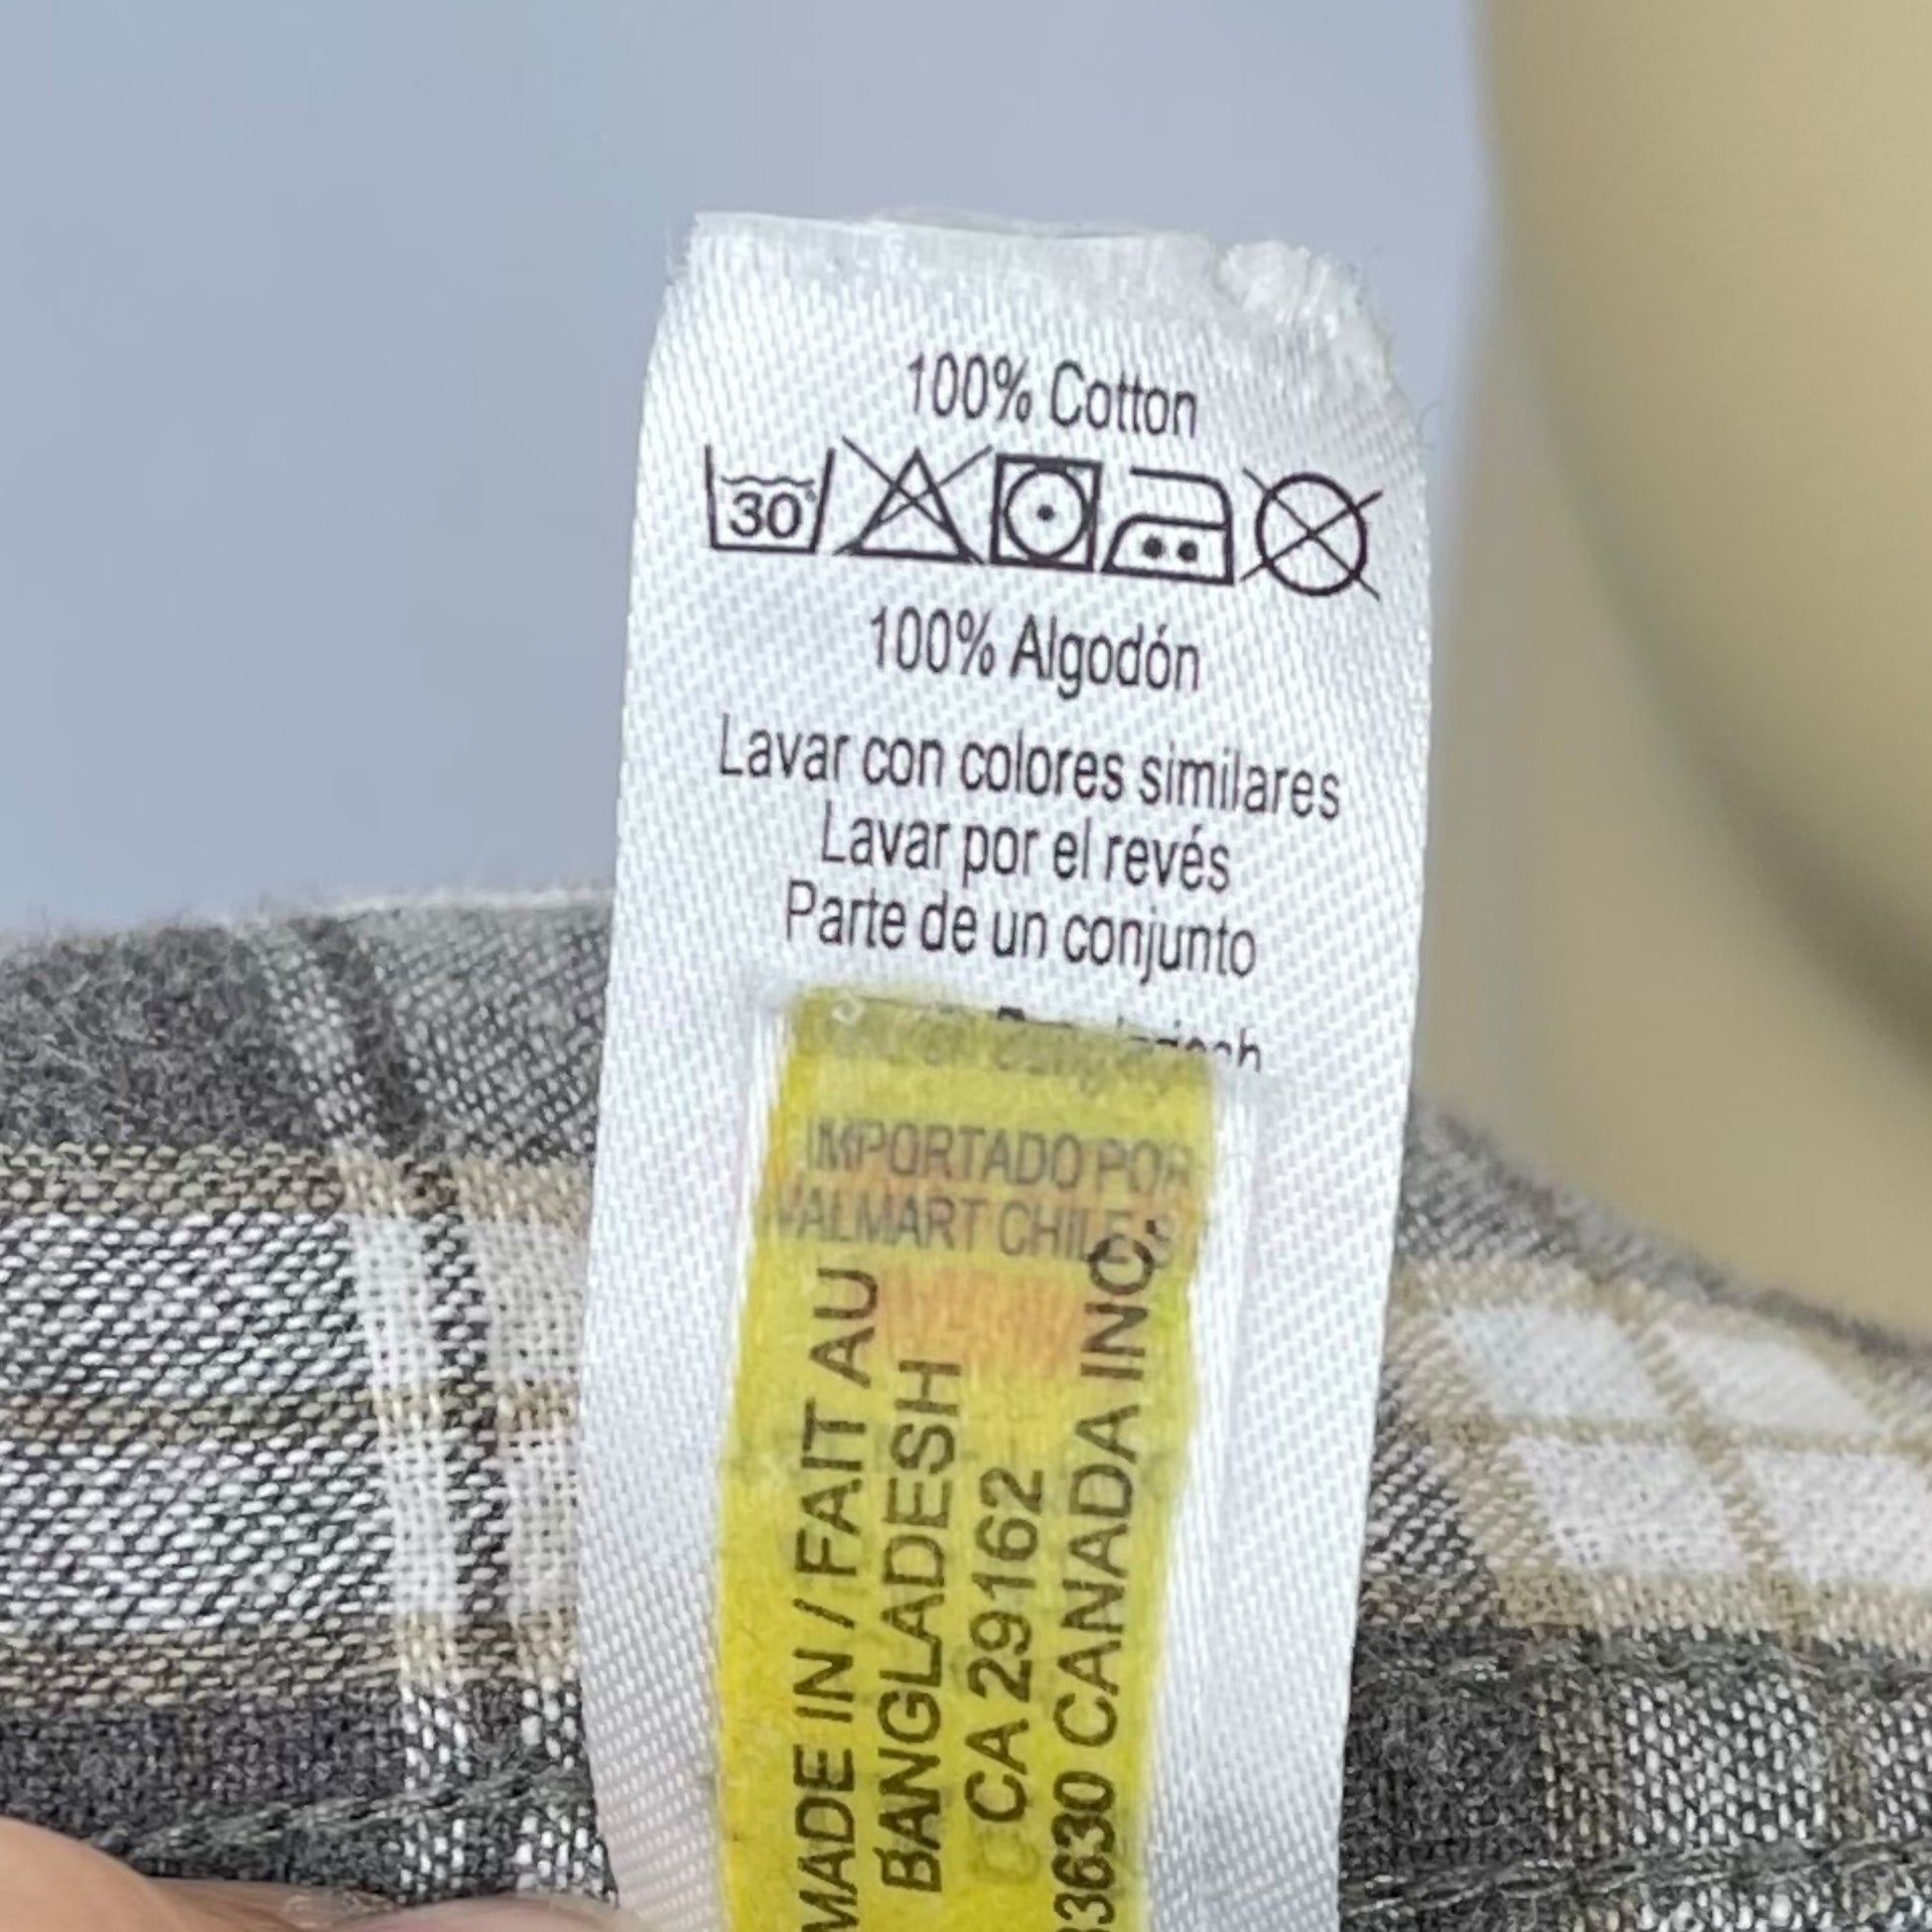 100% Cotton
30°
100% Algodón
Lavar con colores similares
Lavar por el revés
Parte de un conjunto
IMPORTADO POR
WALMART CHILE S
MADE IN / FAIT AU
BANGLADESH
CA 29162
33630 CANADA INC.